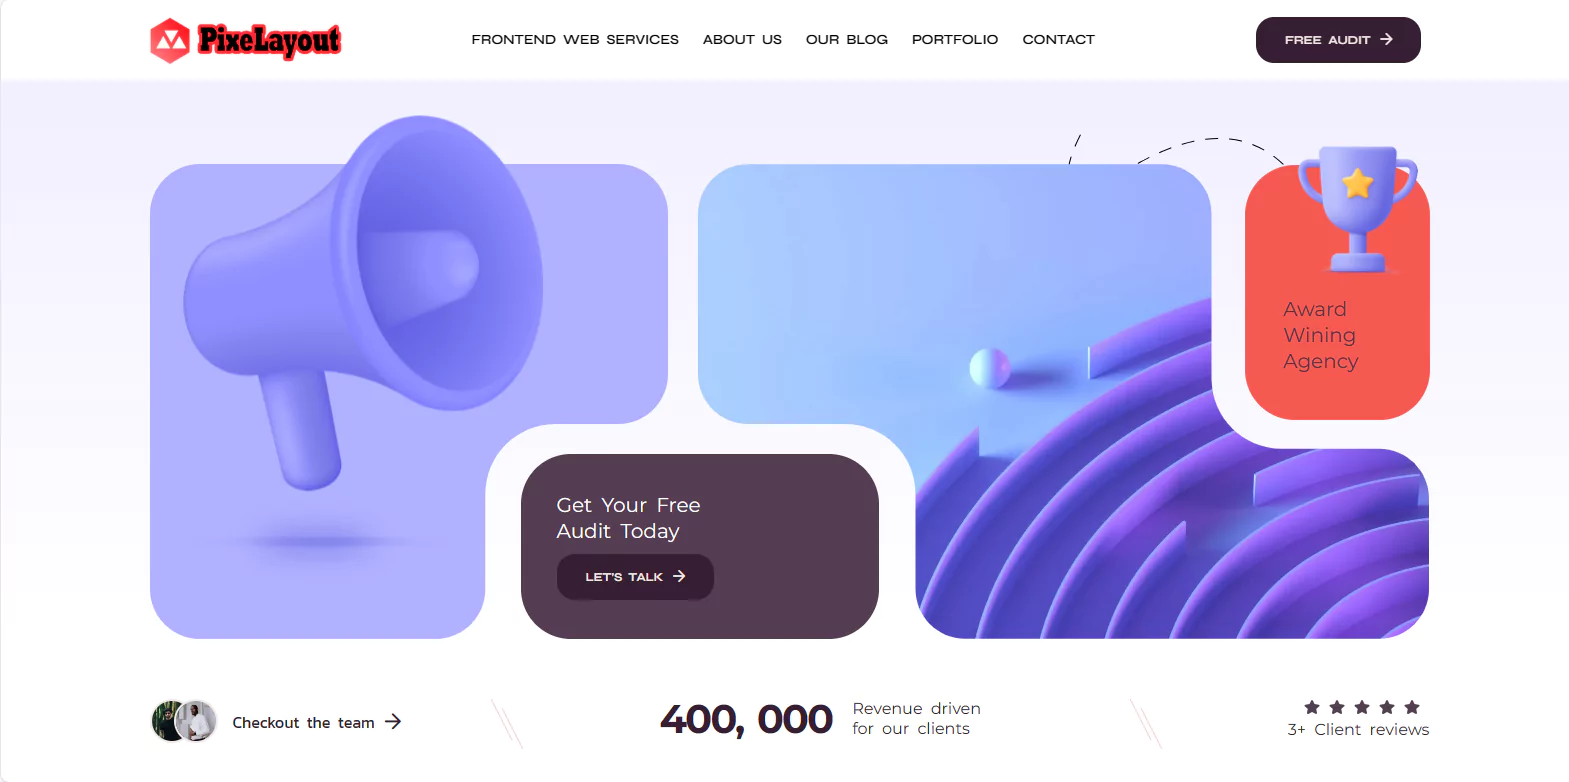 PixeLayout
FRONTEND WEB SERVICES
ABOUT US
OUR BLOG
PORTFOLIO
CONTACT
FREE AUDIT
Award
Wining
Agency
Get Your Free
Audit Today
LET'S TALK
Checkout the team
400, 000
Revenue driven
for our clients
3+ Client reviews